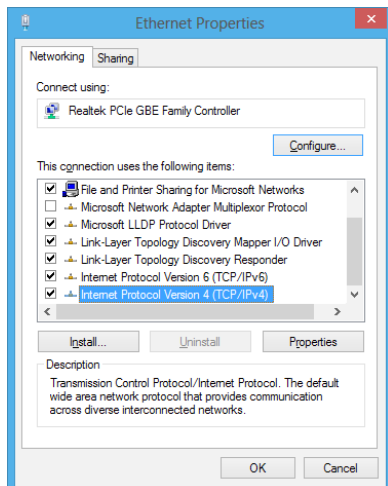 Ethernet Properties
Networking
Sharing
Connect using:
Realtek PCIe GBE Family Controller
Configure...
This connection uses the following items:
File and Printer Sharing for Microsoft Networks
Microsoft Network Adapter Multiplexor Protocol
Microsoft LLDP Protocol Driver
Link-Layer Topology Discovery Mapper I/O Driver
Link-Layer Topology Discovery Responder
Internet Protocol Version 6 (TCP/IPv6)
Internet Protocol Version 4 (TCP/IPv4)
Install...
Uninstall
Properties
Description
Transmission Control Protocol/Internet Protocol. The default
wide area network protocol that provides communication
across diverse interconnected networks.
OK
Cancel